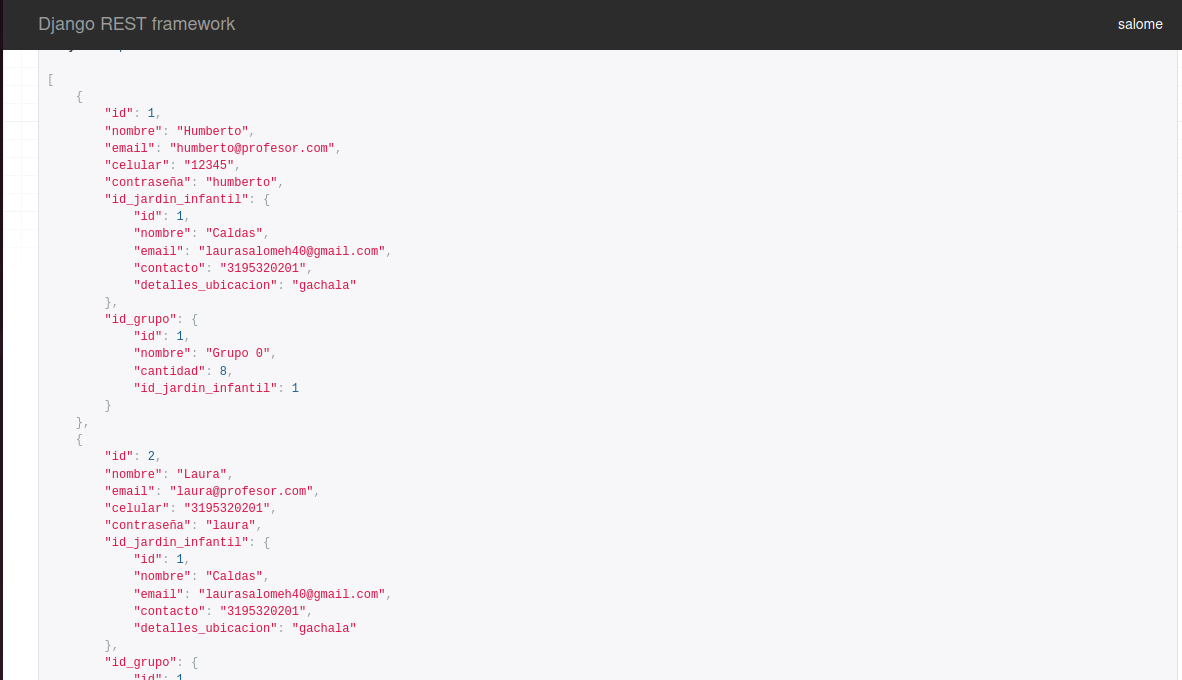 Django REST framework
salome
[
    {
        "id": 1,
        "nombre": "Humberto",
        "email": "humberto@profesor.com",
        "celular": "12345",
        "contraseña": "humberto",
        "id_jardin_infantil": {
            "id": 1,
            "nombre": "Caldas",
            "email": "laurasalomeh40@gmail.com",
            "contacto": "3195320201",
            "detalles_ubicacion": "gachala"
        },
        "id_grupo": {
            "id": 1,
            "nombre": "Grupo 0",
            "cantidad": 8,
            "id_jardin_infantil": 1
        }
    },
    {
        "id": 2,
        "nombre": "Laura",
        "email": "laura@profesor.com",
        "celular": "3195320201",
        "contraseña": "laura",
        "id_jardin_infantil": {
            "id": 1,
            "nombre": "Caldas",
            "email": "laurasalomeh40@gmail.com",
            "contacto": "3195320201",
            "detalles_ubicacion": "gachala"
        },
        "id_grupo": {
            "id": 1